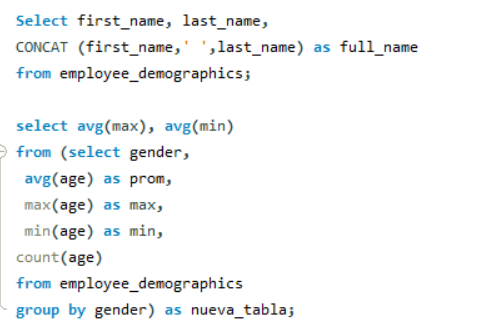 Select first_name, last_name,
CONCAT (first_name,' ',last_name) as full_name
from employee_demographics;
select avg(max), avg(min)
from (select gender,
avg(age) as prom,
max(age) as max,
min(age) as min,
count(age)
from employee_demographics
group by gender) as nueva_tabla;